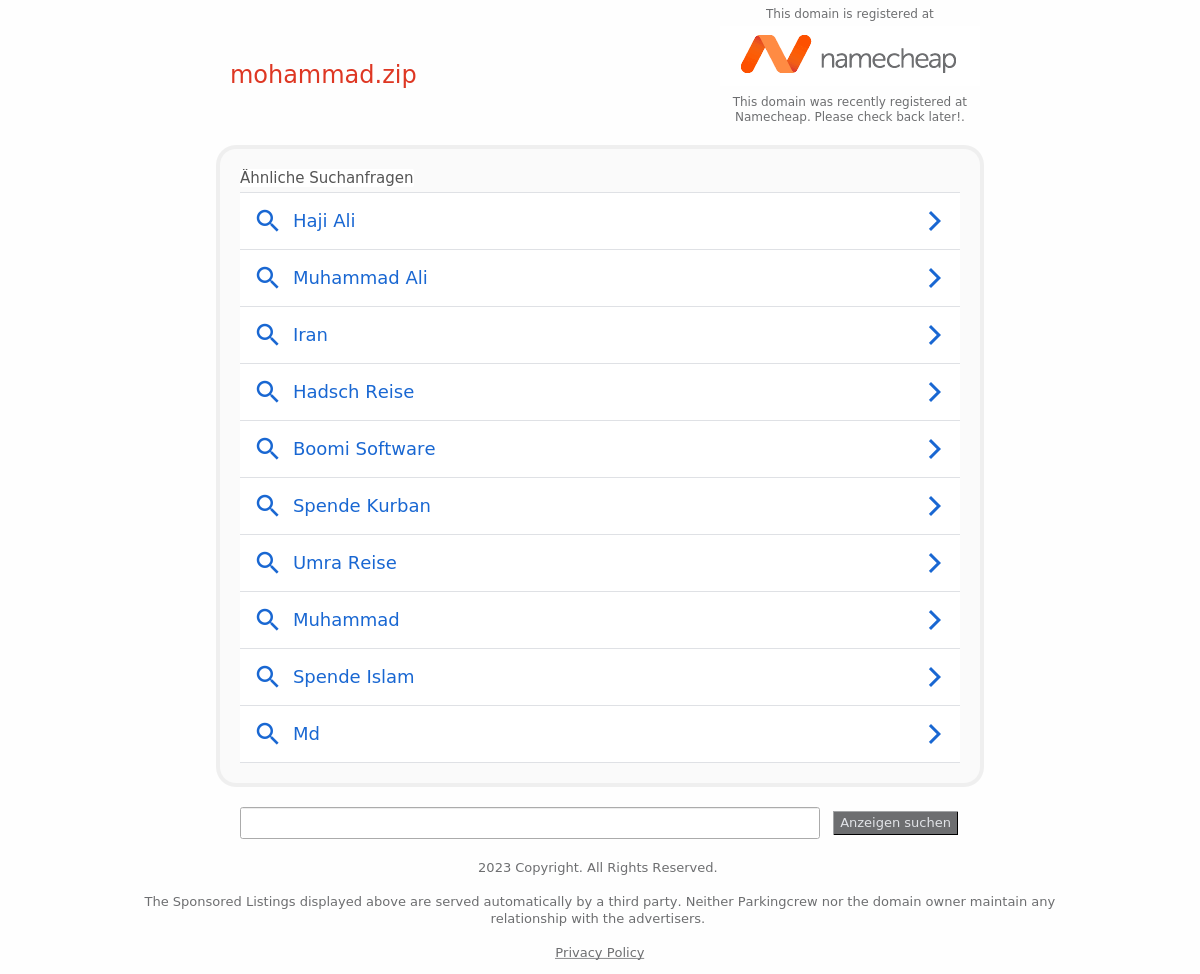 This domain is registered at
namecheap
mohammad.zip
This domain was recently registered at
Namecheap. Please check back later!.
Ähnliche Suchanfragen
Haji Ali
Muhammad Ali
Iran
Hadsch Reise
Boomi Software
Spende Kurban
Umra Reise
Muhammad
Spende Islam
Md
Anzeigen suchen
2023 Copyright. All Rights Reserved.
The Sponsored Listings displayed above are served automatically by a third party. Neither Parkingcrew nor the domain owner maintain any
relationship with the advertisers.
Privacy Policy